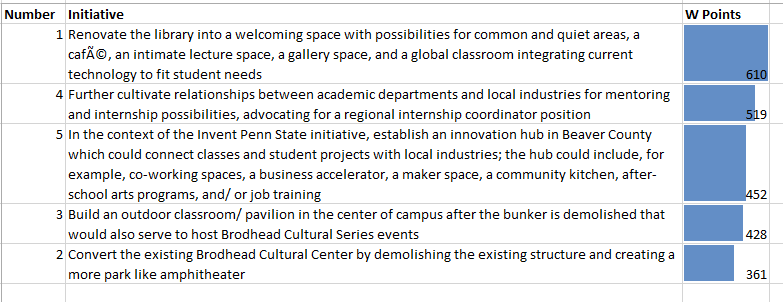 Number Initiative W Points
1 Renovate the library into a welcoming space with possibilities for common and quiet areas, a
cafÃ©, an intimate lecture space, a gallery space, and a global classroom integrating current
technology to fit student needs 610
4 Further cultivate relationships between academic departments and local industries for mentoring
and internship possibilities, advocating for a regional internship coordinator position 519
5 In the context of the Invent Penn State initiative, establish an innovation hub in Beaver County
which could connect classes and student projects with local industries; the hub could include, for
example, co-working spaces, a business accelerator, a maker space, a community kitchen, after-
school arts programs, and/ or job training 452
3 Build an outdoor classroom/ pavilion in the center of campus after the bunker is demolished that
would also serve to host Brodhead Cultural Series events 428
2 Convert the existing Brodhead Cultural Center by demolishing the existing structure and creating a
more park like amphitheater 361